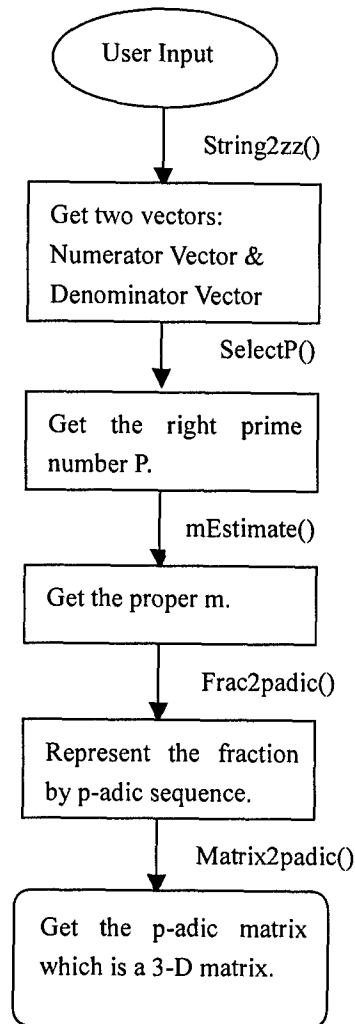 User Input
String2zz()
Get two vectors:
Numerator Vector &
Denominator Vector
SelectP()
Get the right prime
number P.
mEstimate()
Get the proper m.
Frac2padic()
Represent the fraction
by p-adic sequence.
Matrix2padic()
Get the p-adic matrix
which is a 3-D matrix.